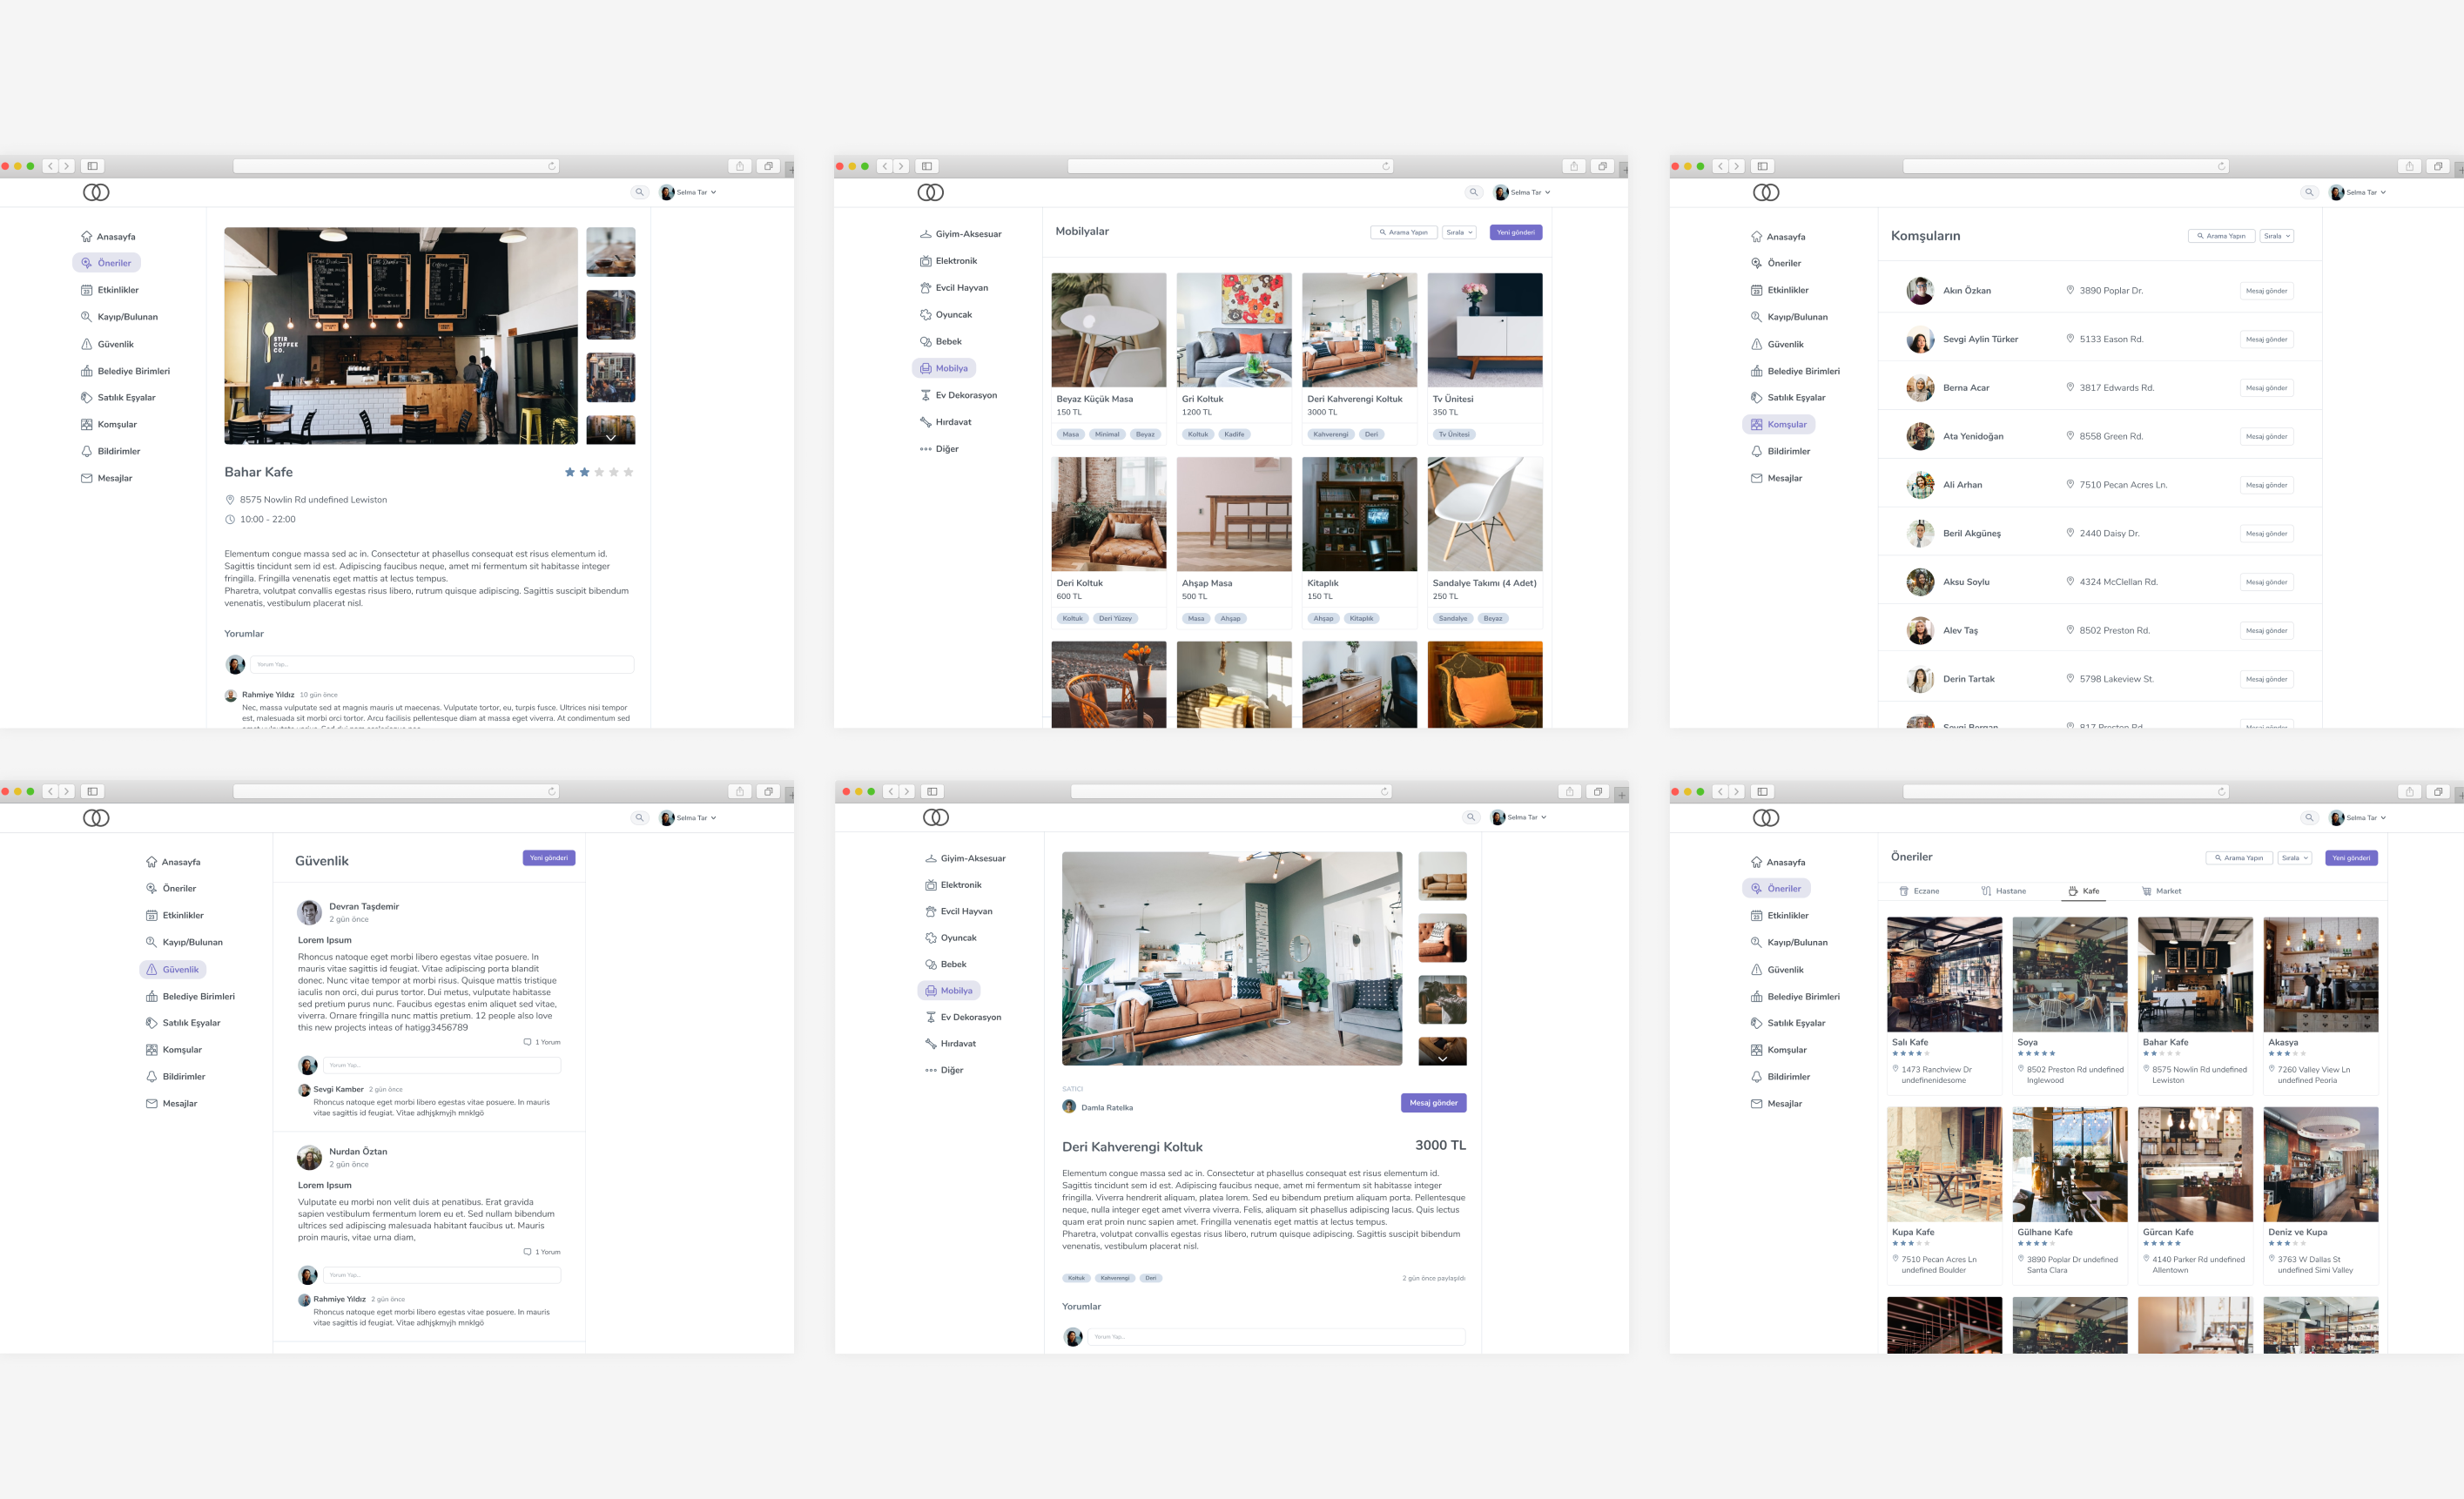 Selma Tar
Anasayfa
Öneriler
Etkinlikler
Kayıp/Bulunan
Güvenlik
Belediye Birimleri
Satılık Eşyalar
Komşular
Bildirimler
Mesajlar
STIR
COFFEE
CO.
Bahar Kafe
8575 Nowlin Rd undefined Lewiston
10:00 - 22:00
Elementum congue massa sed ac in. Consectetur at phasellus consequat est risus elementum id.
Sagittis tincidunt sem id est. Adipiscing faucibus neque, amet mi fermentum sit habitasse integer
fringilla. Fringilla venenatis eget mattis at lectus tempus.
Pharetra, volutpat convallis egestas risus libero, rutrum quisque adipiscing. Sagittis suscipit bibendum
venenatis, vestibulum placerat nisl.
Yorumlar
Yorum Yap...
Rahmiye Yıldız 10 gün önce
Nec, massa vulputate sed at magnis mauris ut maecenas. Vulputate tortor, eu, turpis fusce. Ultrices nisi tempor
est, malesuada sit morbi orci tortor. Arcu facilisis pellentesque diam at massa eget viverra. At condimentum sed
Selma Tar
Giyim-Aksesuar
Elektronik
Evcil Hayvan
Oyuncak
Bebek
Mobilya
Ev Dekorasyon
Hırdavat
Diğer
Mobilyalar
Arama Yapın
Sırala
Yeni gönderi
Beyaz Küçük Masa
150 TL
Masa Minimal Beyaz
Gri Koltuk
1200 TL
Koltuk Kadife
Deri Kahverengi Koltuk
3000 TL
Kahverengi Deri
Tv Ünitesi
350 TL
Tv Ünitesi
Deri Koltuk
600 TL
Koltuk Deri Yüzey
Ahşap Masa
500 TL
Masa Ahşap
Kitaplık
150 TL
Ahşap Kitaplık
Sandalye Takımı (4 Adet)
250 TL
Sandalye Beyaz
Selma Tar
Anasayfa
Öneriler
Etkinlikler
Kayıp/Bulunan
Güvenlik
Belediye Birimleri
Satılık Eşyalar
Komşular
Bildirimler
Mesajlar
Komşuların
Arama Yapın
Sırala
Akın Özkan 3890 Poplar Dr. Mesaj gönder
Sevgi Aylin Türker 5133 Eason Rd. Mesaj gönder
Berna Acar 3817 Edwards Rd. Mesaj gönder
Ata Yenidoğan 8558 Green Rd. Mesaj gönder
Ali Arhan 7510 Pecan Acres Ln. Mesaj gönder
Beril Akgüneş 2440 Daisy Dr. Mesaj gönder
Aksu Soylu 4324 McClellan Rd. Mesaj gönder
Alev Taş 8502 Preston Rd. Mesaj gönder
Derin Tartak 5798 Lakeview St. Mesaj gönder
Selma Tar
Anasayfa
Öneriler
Etkinlikler
Kayıp/Bulunan
Güvenlik
Belediye Birimleri
Satılık Eşyalar
Komşular
Bildirimler
Mesajlar
Güvenlik
Yeni gönderi
Devran Taşdemir
2 gün önce
Lorem Ipsum
Rhoncus natoque eget morbi libero egestas vitae posuere. In
mauris vitae sagittis id feugiat. Vitae adipiscing porta blandit
donec. Nunc vitae tempor at morbi risus. Quisque mattis tristique
iaculis non orci, dui purus tortor. Dui metus, vulputate habitasse
sed pretium purus nunc. Faucibus egestas enim aliquet sed vitae,
viverra. Ornare fringilla nunc mattis pretium. 12 people also love
this new projects inteas of hatigg3456789
1 Yorum
Yorum Yap...
Sevgi Kamber 2 gün önce
Rhoncus natoque eget morbi libero egestas vitae posuere. In mauris
vitae sagittis id feugiat. Vitae adhjşkmyjh mnklgö
Nurdan Öztan
2 gün önce
Lorem Ipsum
Vulputate eu morbi non velit duis at penatibus. Erat gravida
sapien vestibulum fermentum lorem eu et. Sed nullam bibendum
ultrices sed adipiscing malesuada habitant faucibus ut. Mauris
proin mauris, vitae urna diam,
1 Yorum
Yorum Yap...
Rahmiye Yıldız 2 gün önce
Rhoncus natoque eget morbi libero egestas vitae posuere. In mauris
vitae sagittis id feugiat. Vitae adhjşkmyjh mnklgö
Selma Tar
Giyim-Aksesuar
Elektronik
Evcil Hayvan
Oyuncak
Bebek
Mobilya
Ev Dekorasyon
Hırdavat
Diğer
SATICI
Damla Ratelka
Mesaj gönder
Deri Kahverengi Koltuk
3000 TL
Elementum congue massa sed ac in. Consectetur at phasellus consequat est risus elementum id.
Sagittis tincidunt sem id est. Adipiscing faucibus neque, amet mi fermentum sit habitasse integer
fringilla. Viverra hendrerit aliquam, platea lorem. Sed eu bibendum pretium aliquam porta. Pellentesque
neque, nulla integer eget amet viverra viverra. Felis, aliquam sit phasellus adipiscing lacus. Quis lectus
quam erat proin nunc sapien amet. Fringilla venenatis eget mattis at lectus tempus.
Pharetra, volutpat convallis egestas risus libero, rutrum quisque adipiscing. Sagittis suscipit bibendum
venenatis, vestibulum placerat nisl.
Koltuk Kahverengi Deri
2 gün önce paylaşıldı
Yorumlar
Yorum Yap...
Selma Tar
Anasayfa
Öneriler
Etkinlikler
Kayıp/Bulunan
Güvenlik
Belediye Birimleri
Satılık Eşyalar
Komşular
Bildirimler
Mesajlar
Öneriler
Arama Yapın
Sırala
Yeni gönderi
Eczane
Hastane
Kafe
Market
Salı Kafe
1473 Ranchview Dr
undefinenidesome
Soya
8502 Preston Rd undefined
Inglewood
Bahar Kafe
8575 Nowlin Rd undefined
Lewiston
Akasya
7260 Valley View Ln
undefined Peoria
Kupa Kafe
7510 Pecan Acres Ln
undefined Boulder
Gülhane Kafe
3890 Poplar Dr undefined
Santa Clara
Gürcan Kafe
4140 Parker Rd undefined
Allentown
Deniz ve Kupa
3763 W Dallas St
undefined Simi Valley